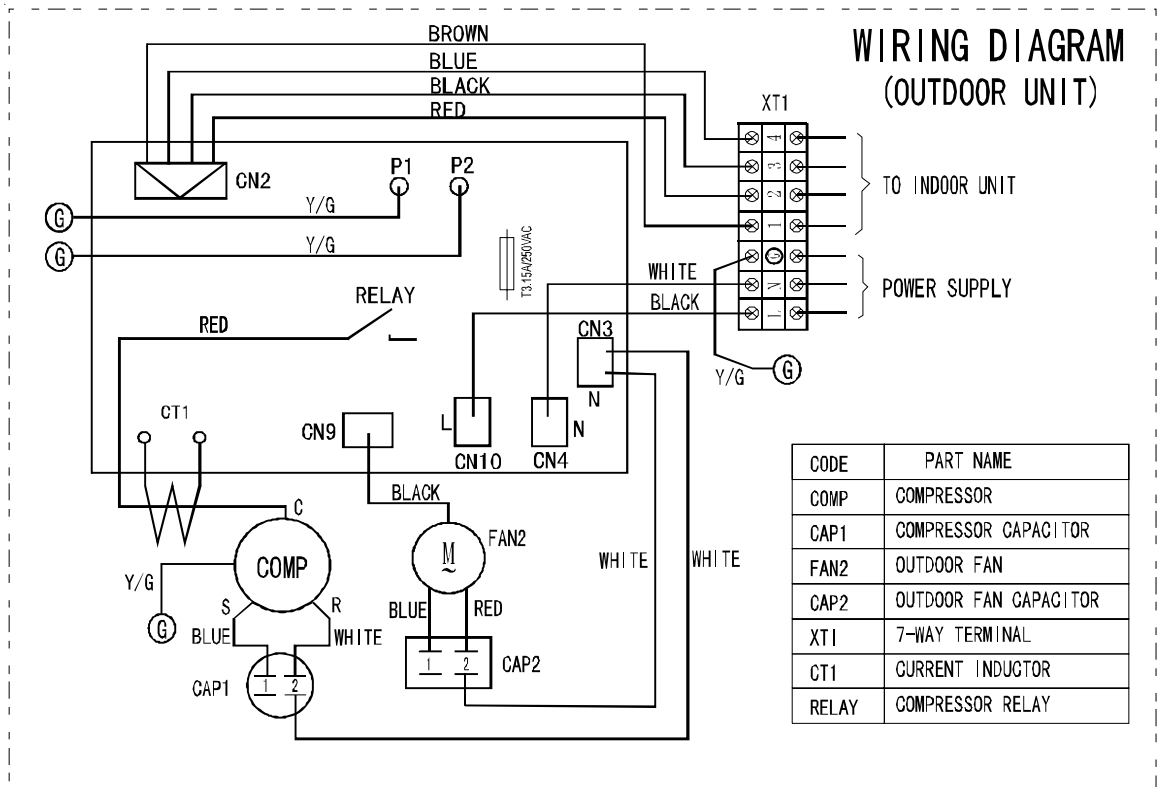 WIRING DIAGRAM
(OUTDOOR UNIT)
BROWN
BLUE
BLACK
RED
XT1
4
3
2
1
G
N
L
TO INDOOR UNIT
POWER SUPPLY
CN2
P1
P2
G
Y/G
G
Y/G
T3.15A/250VAC
WHITE
BLACK
RELAY
RED
CN3
N
Y/G
G
CT1
CN9
L
CN10
N
CN4
BLACK
C
COMP
S
R
Y/G
G
BLUE
WHITE
CAP1
1
2
M
~
FAN2
BLUE
RED
1
2
CAP2
WHITE
WHITE
CODE PART NAME
COMP COMPRESSOR
CAP1 COMPRESSOR CAPACITOR
FAN2 OUTDOOR FAN
CAP2 OUTDOOR FAN CAPACITOR
XTI 7-WAY TERMINAL
CT1 CURRENT INDUCTOR
RELAY COMPRESSOR RELAY